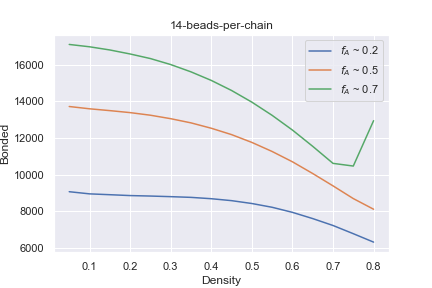 14-beads-per-chain
f_A ~ 0.2
f_A ~ 0.5
f_A ~ 0.7
Bonded
16000
14000
12000
10000
8000
6000
0.1 0.2 0.3 0.4 0.5 0.6 0.7 0.8
Density